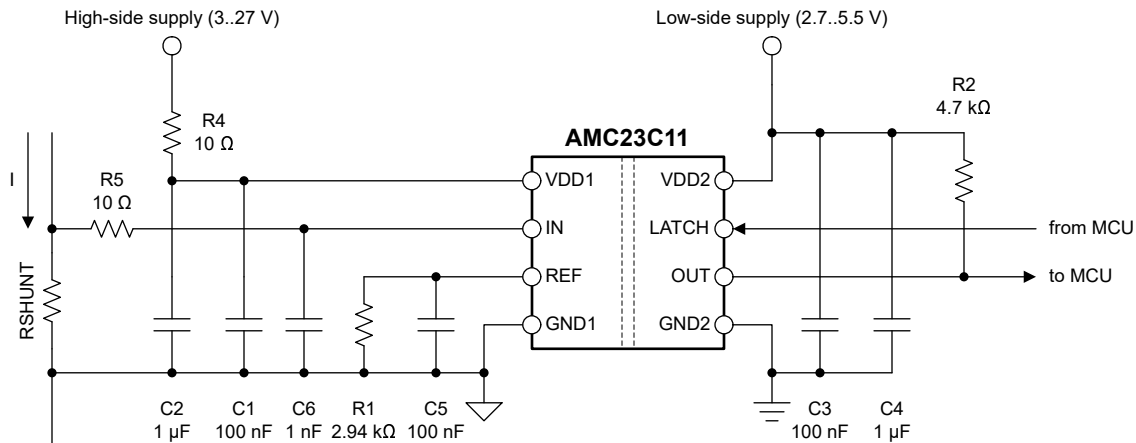 High-side supply (3..27 V)
Low-side supply (2.7..5.5 V)
R2
4.7 kΩ
R4
10 Ω
AMC23C11
I
R5
10 Ω
VDD1
VDD2
IN
LATCH
from MCU
REF
OUT
to MCU
RSHUNT
GND1
GND2
C2
1 µF
C1
100 nF
C6
1 nF
R1
2.94 kΩ
C5
100 nF
C3
100 nF
C4
1 µF